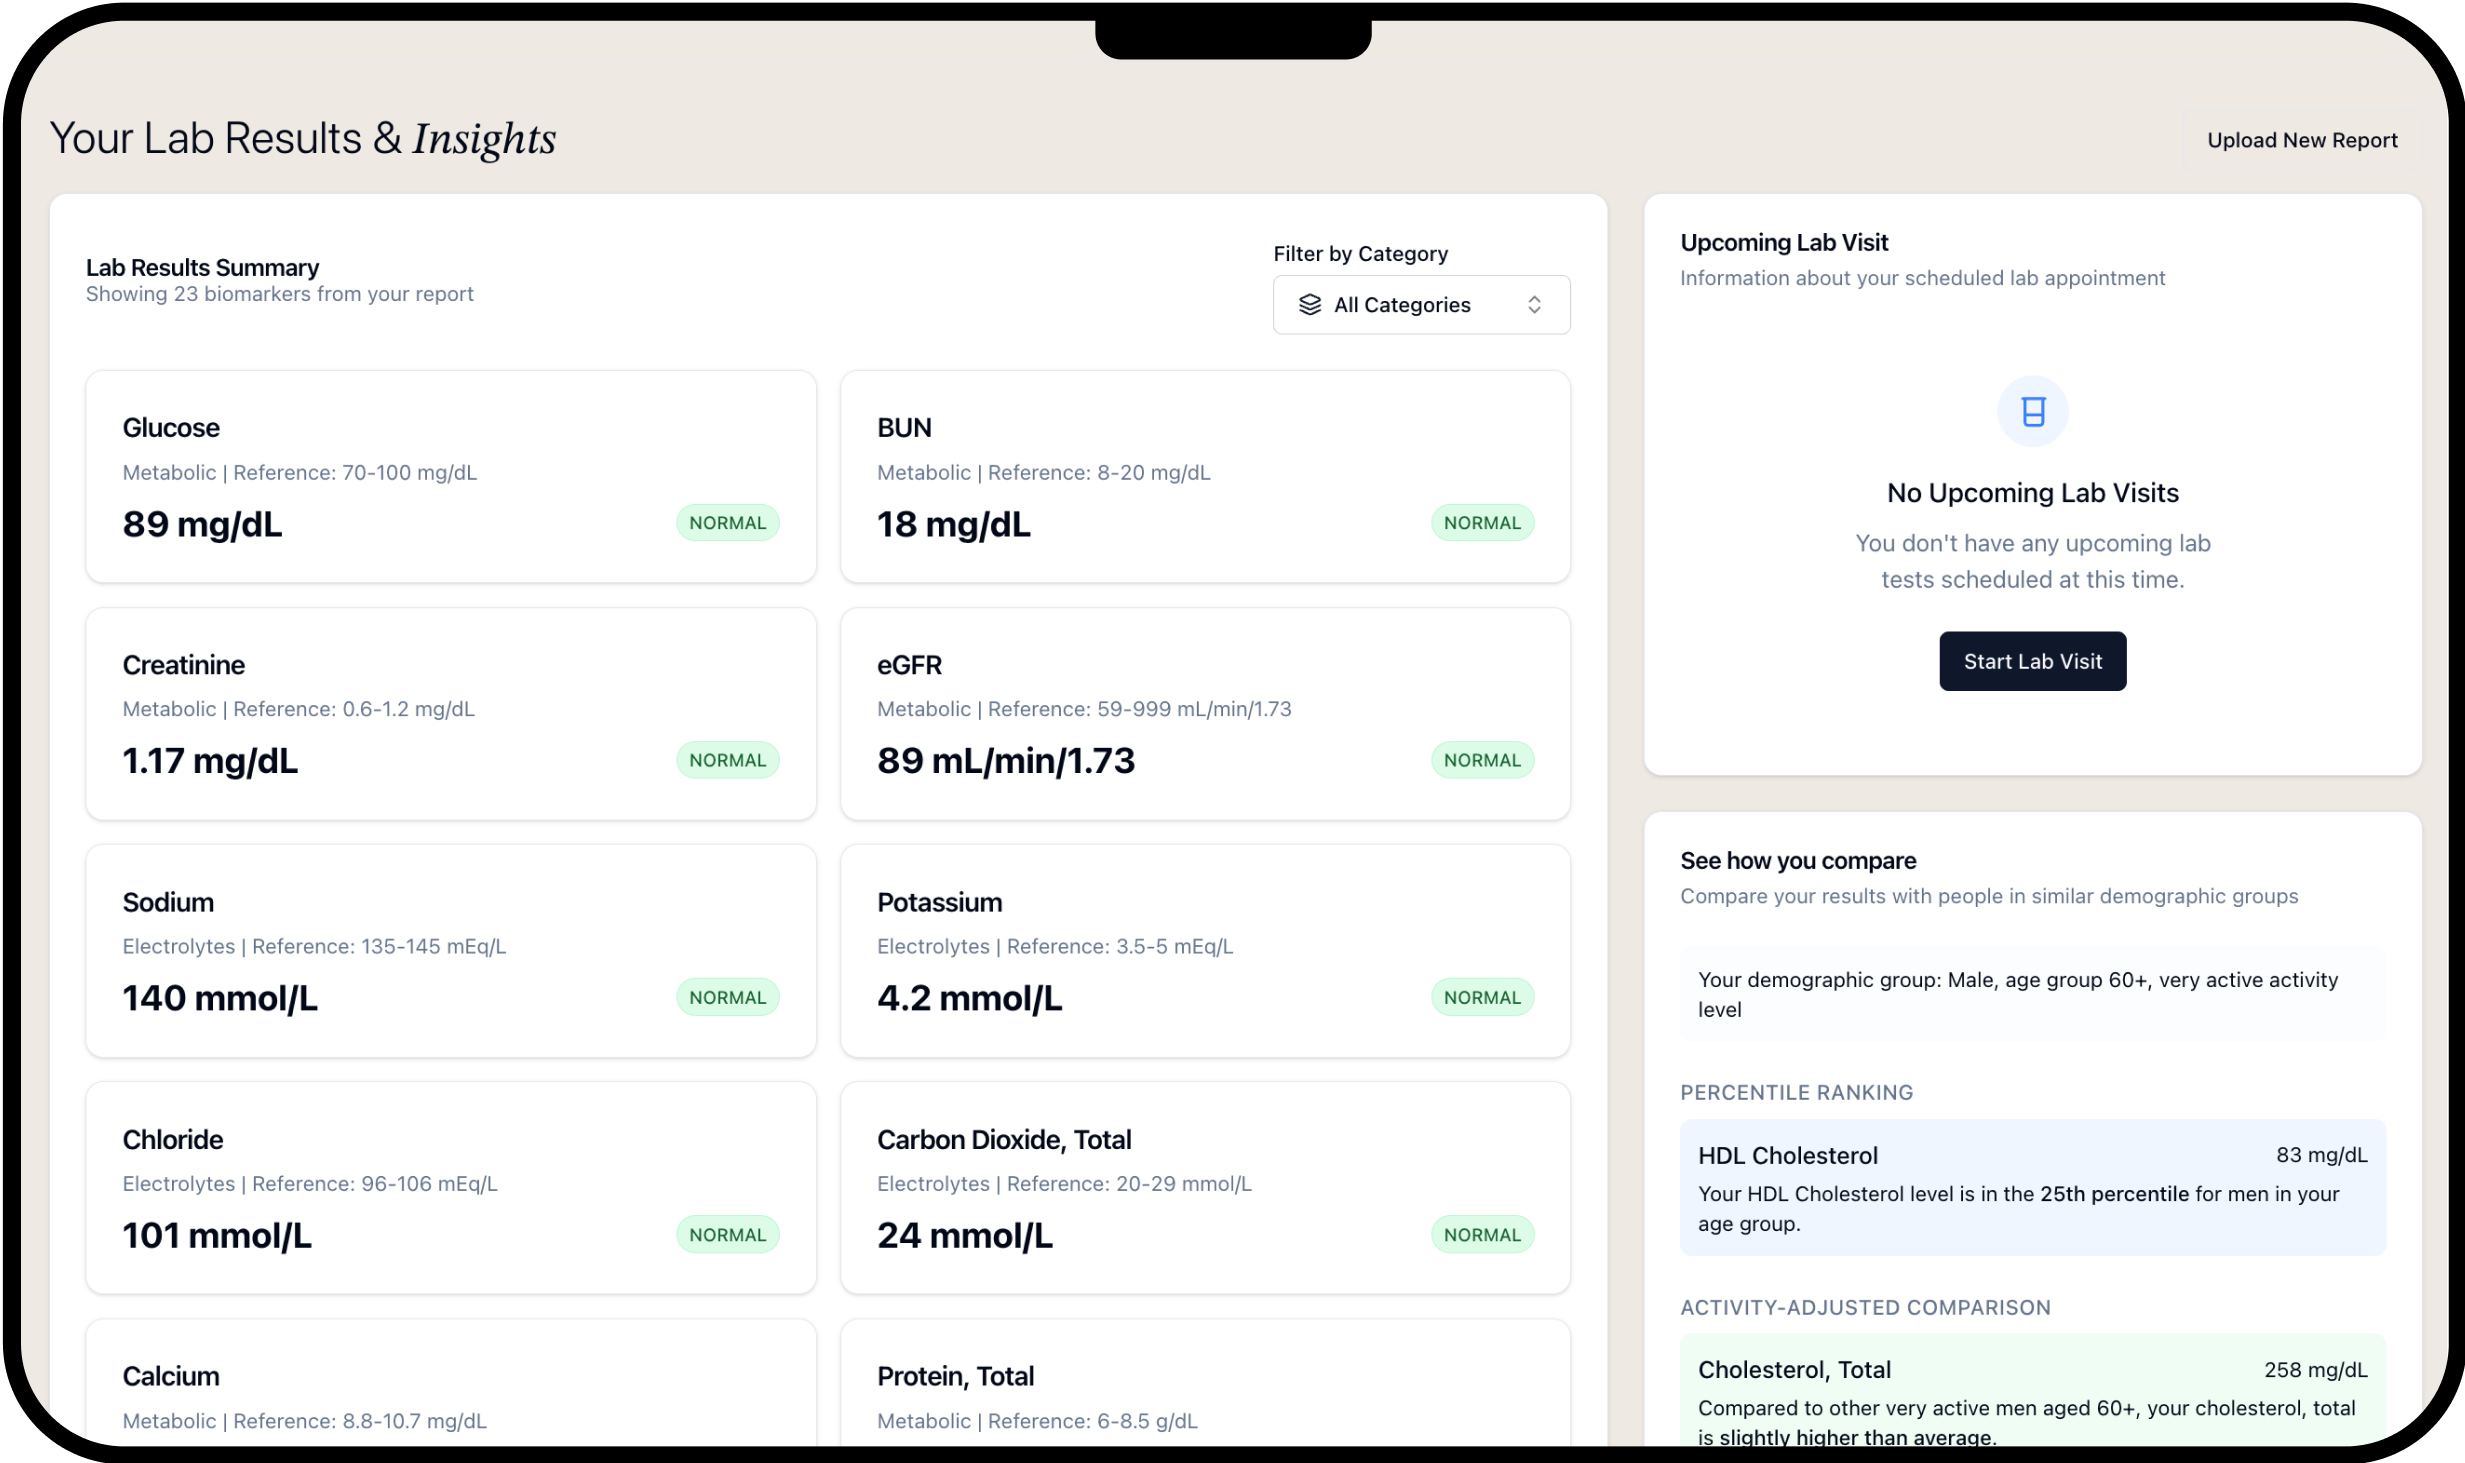 Your Lab Results & Insights
Upload New Report
Lab Results Summary
Showing 23 biomarkers from your report
Filter by Category
All Categories
Glucose
Metabolic | Reference: 70-100 mg/dL
89 mg/dL
NORMAL
BUN
Metabolic | Reference: 8-20 mg/dL
18 mg/dL
NORMAL
Creatinine
Metabolic | Reference: 0.6-1.2 mg/dL
1.17 mg/dL
NORMAL
eGFR
Metabolic | Reference: 59-999 mL/min/1.73
89 mL/min/1.73
NORMAL
Sodium
Electrolytes | Reference: 135-145 mEq/L
140 mmol/L
NORMAL
Potassium
Electrolytes | Reference: 3.5-5 mEq/L
4.2 mmol/L
NORMAL
Chloride
Electrolytes | Reference: 96-106 mEq/L
101 mmol/L
NORMAL
Carbon Dioxide, Total
Electrolytes | Reference: 20-29 mmol/L
24 mmol/L
NORMAL
Calcium
Metabolic | Reference: 8.8-10.7 mg/dL
Protein, Total
Metabolic | Reference: 6-8.5 g/dL
Upcoming Lab Visit
Information about your scheduled lab appointment
No Upcoming Lab Visits
You don't have any upcoming lab
tests scheduled at this time.
Start Lab Visit
See how you compare
Compare your results with people in similar demographic groups
Your demographic group: Male, age group 60+, very active activity
level
PERCENTILE RANKING
HDL Cholesterol
83 mg/dL
Your HDL Cholesterol level is in the 25th percentile for men in your
age group.
ACTIVITY-ADJUSTED COMPARISON
Cholesterol, Total
258 mg/dL
Compared to other very active men aged 60+, your cholesterol, total
is slightly higher than average.